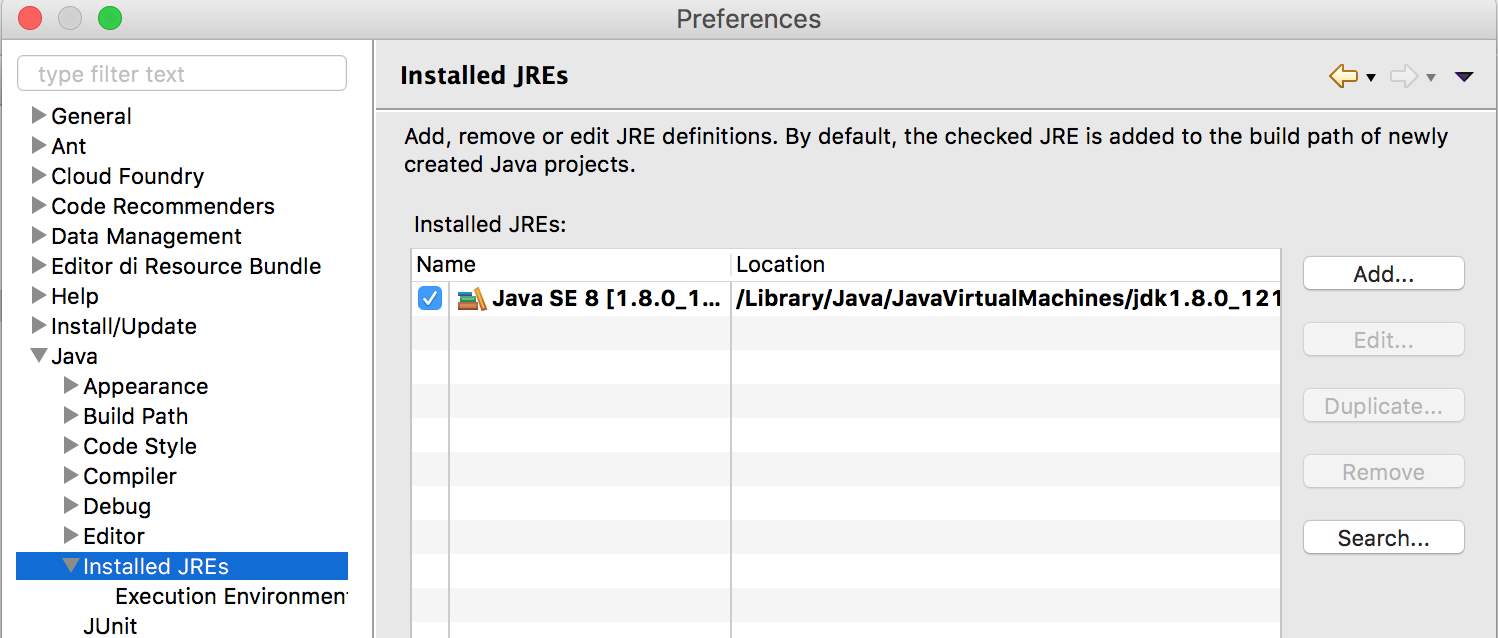 Preferences
type filter text
General
Ant
Cloud Foundry
Code Recommenders
Data Management
Editor di Resource Bundle
Help
Install/Update
Java
Appearance
Build Path
Code Style
Compiler
Debug
Editor
Installed JREs
Execution Environmen
JUnit
Installed JREs
Add, remove or edit JRE definitions. By default, the checked JRE is added to the build path of newly
created Java projects.
Installed JREs:
Name Location
Java SE 8 [1.8.0_1... /Library/Java/JavaVirtualMachines/jdk1.8.0_121
Add...
Edit...
Duplicate...
Remove
Search...